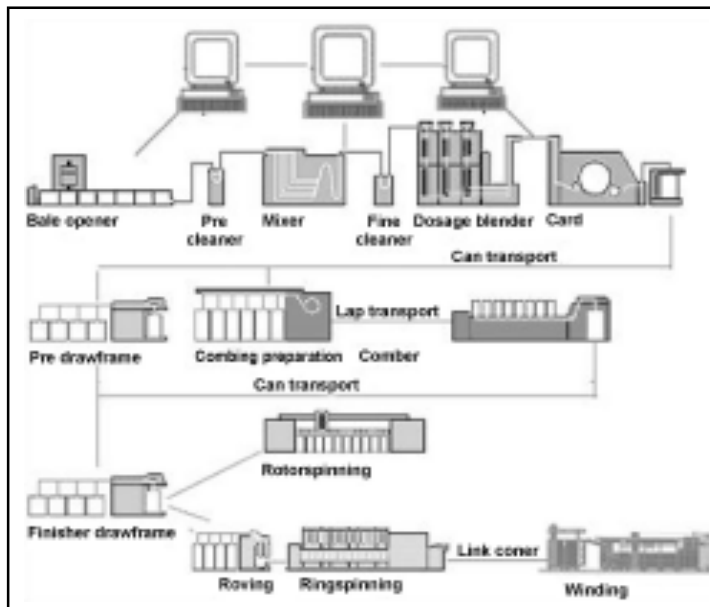 Bale opener
Pre
cleaner
Mixer
Fine
cleaner
Dosage blender
Card
Can transport
Pre drawframe
Combing preparation
Lap transport
Comber
Can transport
Rotorspinning
Finisher drawframe
Roving
Ringspinning
Link coner
Winding